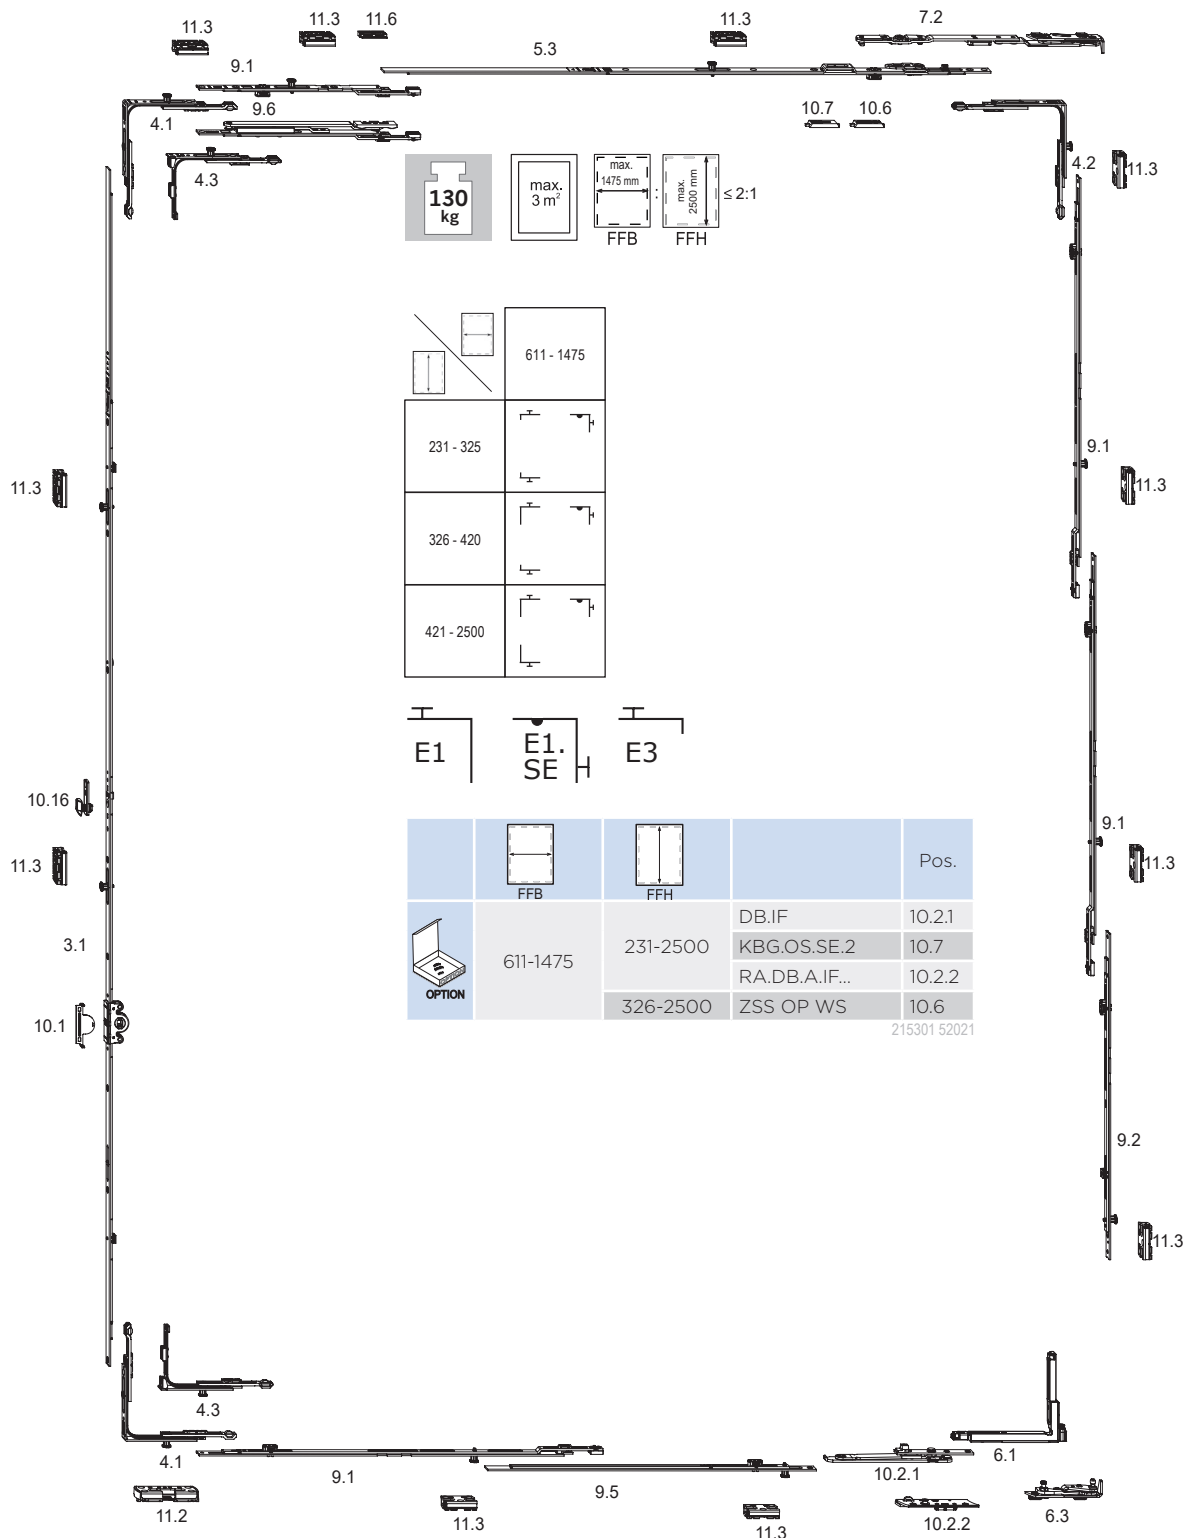 11.3
11.3
11.6
11.3
7.2
5.3
9.1
9.6
4.1
10.7
10.6
4.2
11.3
4.3
130
kg
max.
3 m²
max.
1475 mm
FFB
:
max.
2500 mm
FFH
≤ 2:1
611 - 1475
231 - 325
326 - 420
421 - 2500
9.1
11.3
11.3
E1
E1.
SE
E3
10.16
11.3
9.1
11.3
FFB
FFH
Pos.
OPTION
611-1475
231-2500
DB.IF
10.2.1
KBG.OS.SE.2
10.7
RA.DB.A.IF...
10.2.2
326-2500
ZSS OP WS
10.6
215301 52021
3.1
10.1
9.2
11.3
4.3
4.1
9.1
9.5
10.2.1
6.1
11.2
11.3
11.3
10.2.2
6.3